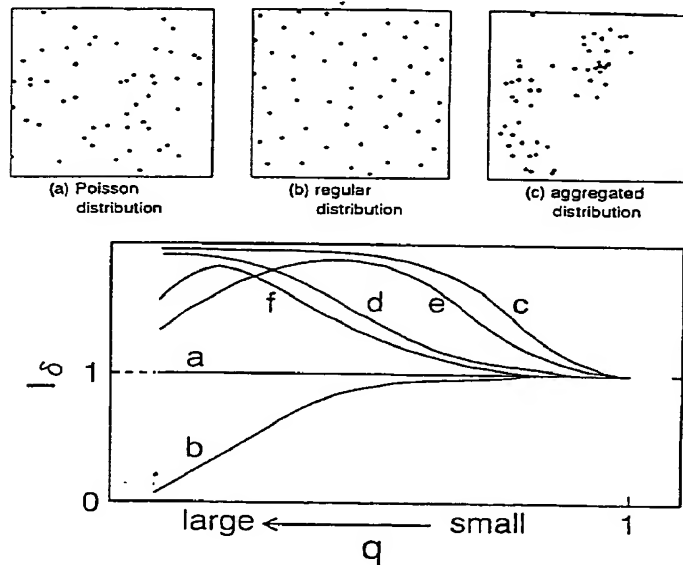 (a) Poisson
distribution
(b) regular
distribution
(c) aggregated
distribution
c
d
e
f
a
1
Iδ
b
0
large ← small 1
q